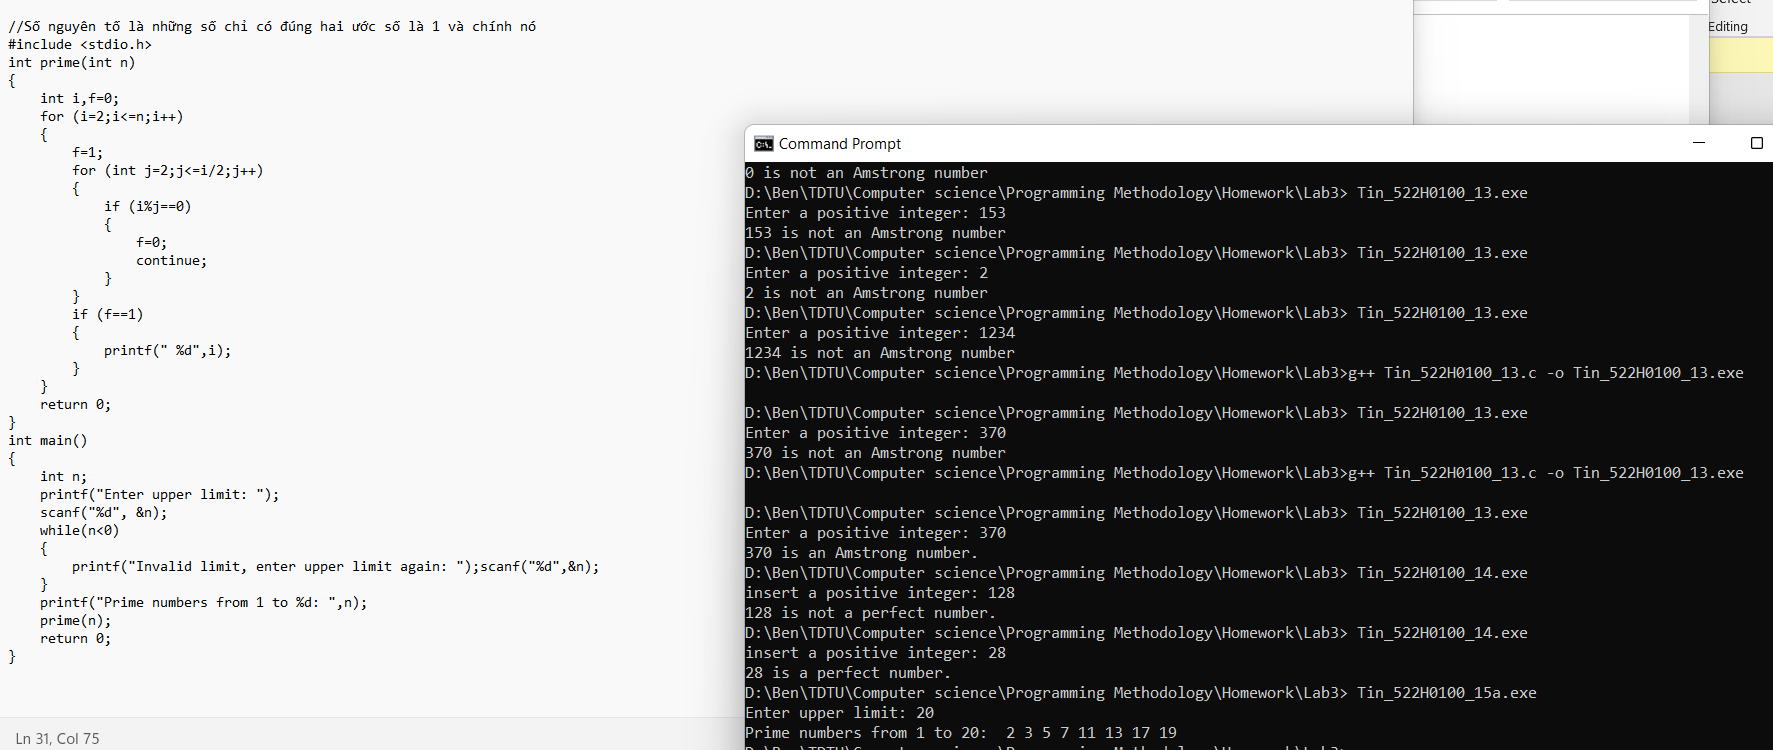 //Số nguyên tố là những số chỉ có đúng hai ước số là 1 và chính nó
#include <stdio.h>
int prime(int n)
{
    int i,f=0;
    for (i=2;i<=n;i++)
    {
        f=1;
        for (int j=2;j<=i/2;j++)
        {
            if (i%j==0)
            {
                f=0;
                continue;
            }
        }
        if (f==1)
        {
            printf(" %d",i);
        }
    }
    return 0;
}
int main()
{
    int n;
    printf("Enter upper limit: ");
    scanf("%d", &n);
    while(n<0)
    {
        printf("Invalid limit, enter upper limit again: ");scanf("%d",&n);
    }
    printf("Prime numbers from 1 to %d: ",n);
    prime(n);
    return 0;
}
Ln 31, Col 75
Editing
Command Prompt
0 is not an Amstrong number
D:\Ben\TDTU\Computer science\Programming Methodology\Homework\Lab3> Tin_522H0100_13.exe
Enter a positive integer: 153
153 is not an Amstrong number
D:\Ben\TDTU\Computer science\Programming Methodology\Homework\Lab3> Tin_522H0100_13.exe
Enter a positive integer: 2
2 is not an Amstrong number
D:\Ben\TDTU\Computer science\Programming Methodology\Homework\Lab3> Tin_522H0100_13.exe
Enter a positive integer: 1234
1234 is not an Amstrong number
D:\Ben\TDTU\Computer science\Programming Methodology\Homework\Lab3>g++ Tin_522H0100_13.c -o Tin_522H0100_13.exe
D:\Ben\TDTU\Computer science\Programming Methodology\Homework\Lab3> Tin_522H0100_13.exe
Enter a positive integer: 370
370 is not an Amstrong number
D:\Ben\TDTU\Computer science\Programming Methodology\Homework\Lab3>g++ Tin_522H0100_13.c -o Tin_522H0100_13.exe
D:\Ben\TDTU\Computer science\Programming Methodology\Homework\Lab3> Tin_522H0100_13.exe
Enter a positive integer: 370
370 is an Amstrong number.
D:\Ben\TDTU\Computer science\Programming Methodology\Homework\Lab3> Tin_522H0100_14.exe
insert a positive integer: 128
128 is not a perfect number.
D:\Ben\TDTU\Computer science\Programming Methodology\Homework\Lab3> Tin_522H0100_14.exe
insert a positive integer: 28
28 is a perfect number.
D:\Ben\TDTU\Computer science\Programming Methodology\Homework\Lab3> Tin_522H0100_15a.exe
Enter upper limit: 20
Prime numbers from 1 to 20:  2 3 5 7 11 13 17 19